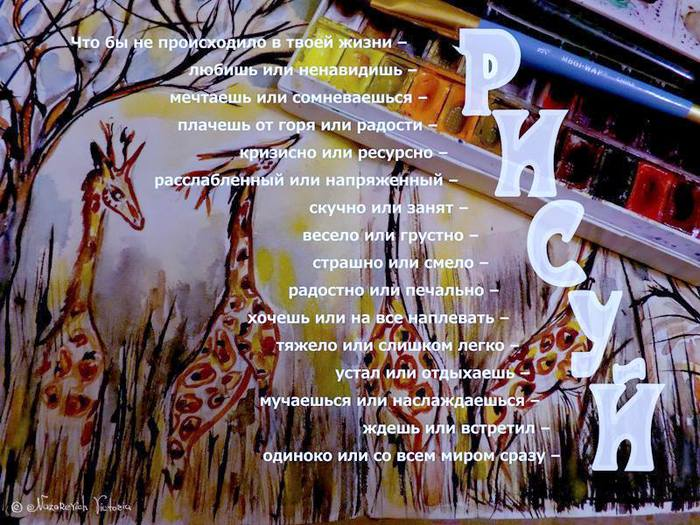 Что бы не происходило в твоей жизни –
любишь или ненавидишь –
мечтаешь или сомневаешься –
плачешь от горя или радости –
кризисно или ресурсно –
расслабленный или напряженный –
скучно или занят –
весело или грустно –
страшно или смело –
радостно или печально –
хочешь или на все наплевать –
тяжело или слишком легко –
устал или отдыхаешь –
мучаешься или наслаждаешься –
ждешь или встретил –
одиноко или со всем миром сразу –
РИСУЙ
© Nazarevich Victoria